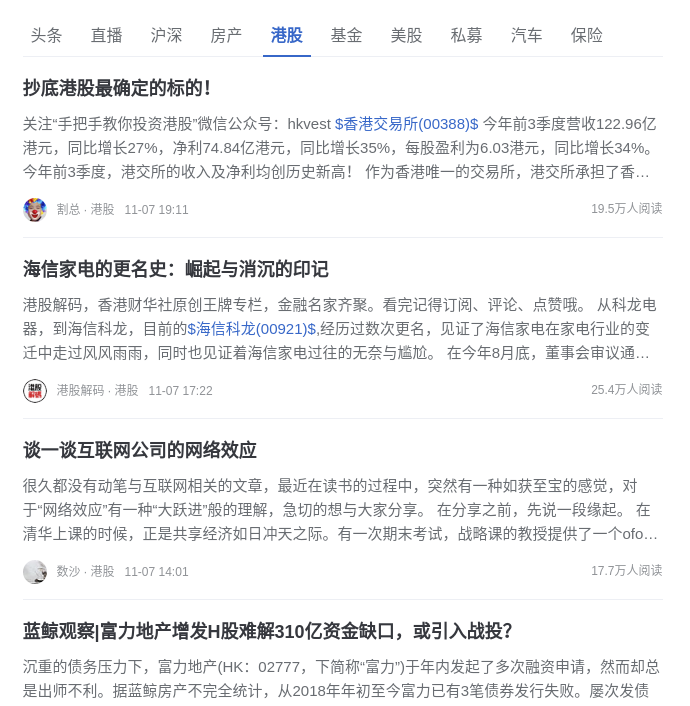 头条 直播 沪深 房产 港股 基金 美股 私募 汽车 保险
抄底港股最确定的标的！
关注“手把手教你投资港股”微信公众号：hkvest $香港交易所(00388)$ 今年前3季度营收122.96亿
港元，同比增长27%，净利74.84亿港元，同比增长35%，每股盈利为6.03港元，同比增长34%。
今年前3季度，港交所的收入及净利均创历史新高！ 作为香港唯一的交易所，港交所承担了香…
割总 · 港股 11-07 19:11 19.5万人阅读
海信家电的更名史：崛起与消沉的印记
港股解码，香港财华社原创王牌专栏，金融名家齐聚。看完记得订阅、评论、点赞哦。 从科龙电
器，到海信科龙，目前的$海信科龙(00921)$,经历过数次更名，见证了海信家电在家电行业的变
迁中走过风风雨雨，同时也见证着海信家电过往的无奈与尴尬。 在今年8月底，董事会审议通…
港股解码 · 港股 11-07 17:22 25.4万人阅读
谈一谈互联网公司的网络效应
很久都没有动笔与互联网相关的文章，最近在读书的过程中，突然有一种如获至宝的感觉，对
于“网络效应”有一种“大跃进”般的理解，急切的想与大家分享。 在分享之前，先说一段缘起。 在
清华上课的时候，正是共享经济如日冲天之际。有一次期末考试，战略课的教授提供了一个ofo…
数沙 · 港股 11-07 14:01 17.7万人阅读
蓝鲸观察|富力地产增发H股难解310亿资金缺口，或引入战投？
沉重的债务压力下，富力地产(HK：02777，下简称“富力”)于年内发起了多次融资申请，然而却总
是出师不利。据蓝鲸房产不完全统计，从2018年年初至今富力已有3笔债券发行失败。屡次发债